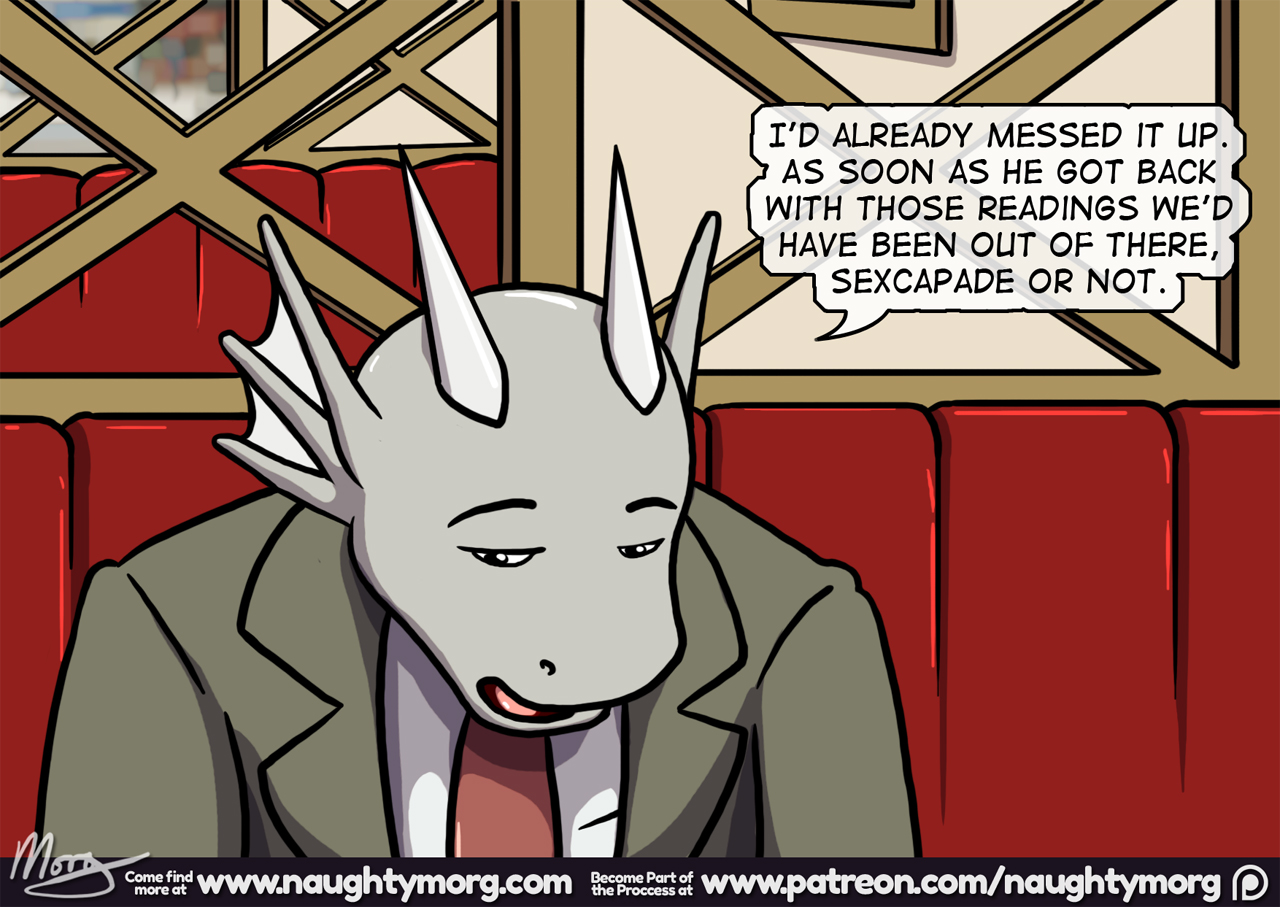 I'D ALREADY MESSED IT UP.
AS SOON AS HE GOT BACK
WITH THOSE READINGS WE'D
HAVE BEEN OUT OF THERE,
SEXCAPADE OR NOT.
Morg
Come find
more at
www.naughtymorg.com
Become Part of
the Proccess at
www.patreon.com/naughtymorg